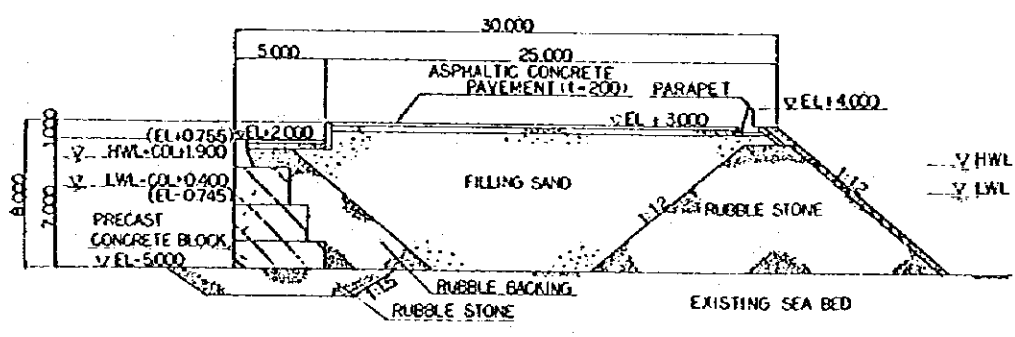 30.000
5.000
25.000
ASPHALTIC CONCRETE
PAVEMENT (t=200)
PARAPET
▽ EL+4.000
▽ EL+3.000
(EL+0.755)
▽ EL+2.000
▽ HWL=CDL+1.900
▽ HWL
▽ LWL=CDL+0.400
▽ LWL
(EL-0.745)
8.000
7.000
FILLING SAND
1:1.2
RUBBLE STONE
1:1.2
PRECAST
CONCRETE BLOCK
▽ EL-5.000
1:1.5
RUBBLE BACKING
RUBBLE STONE
EXISTING SEA BED